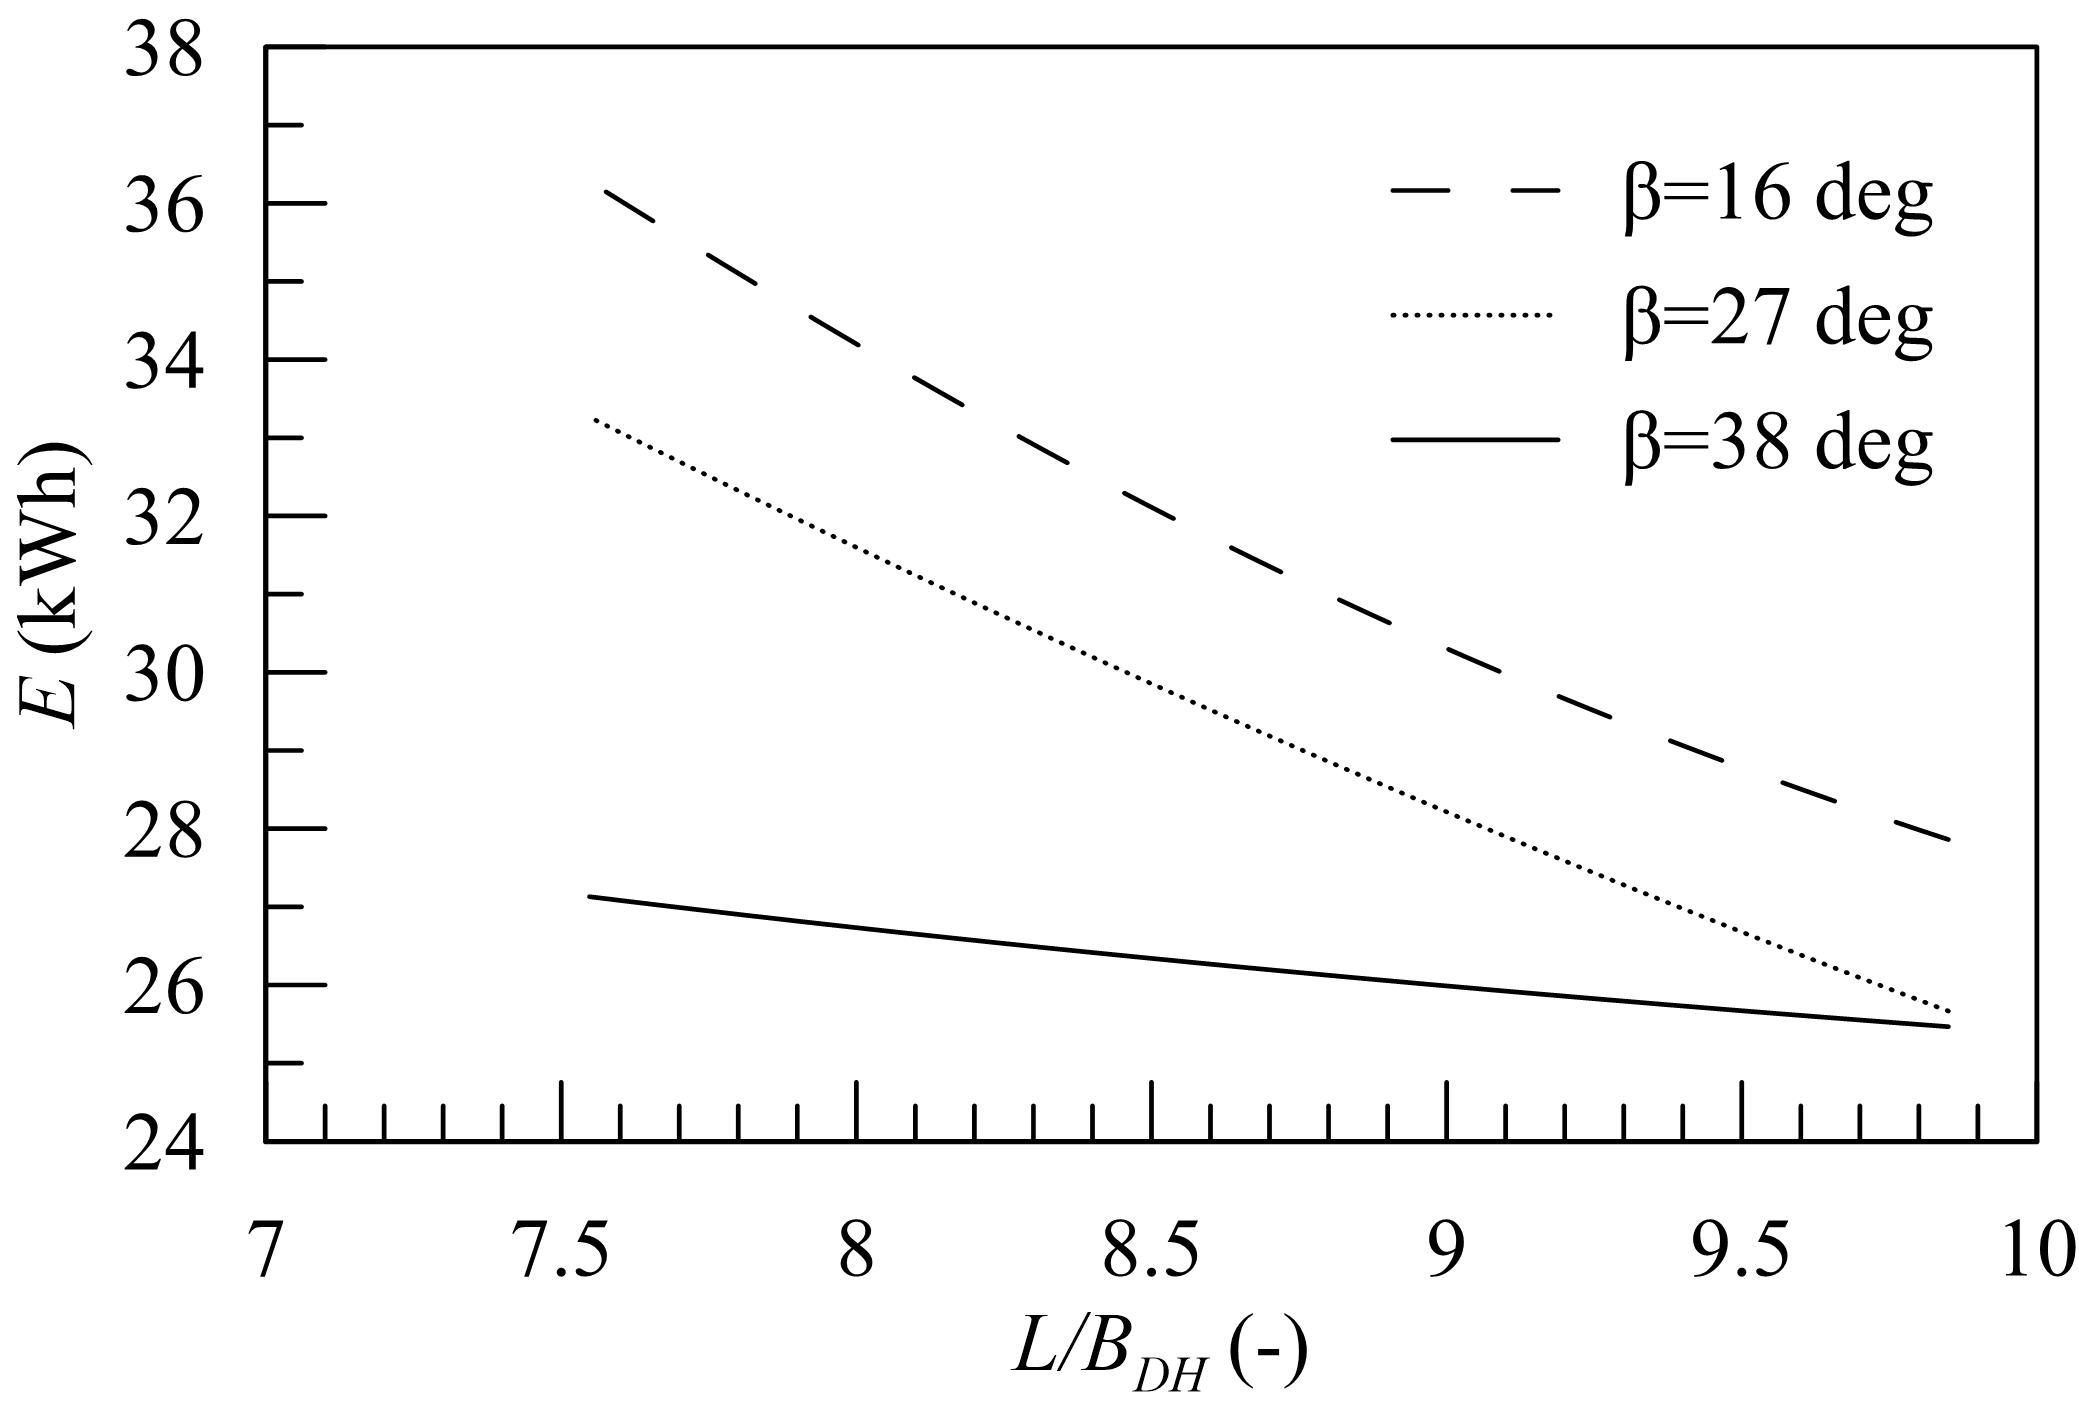 38
36
34
32
30
28
26
24
E (kWh)
β=16 deg
β=27 deg
β=38 deg
7 7.5 8 8.5 9 9.5 10
L/B_DH (-)